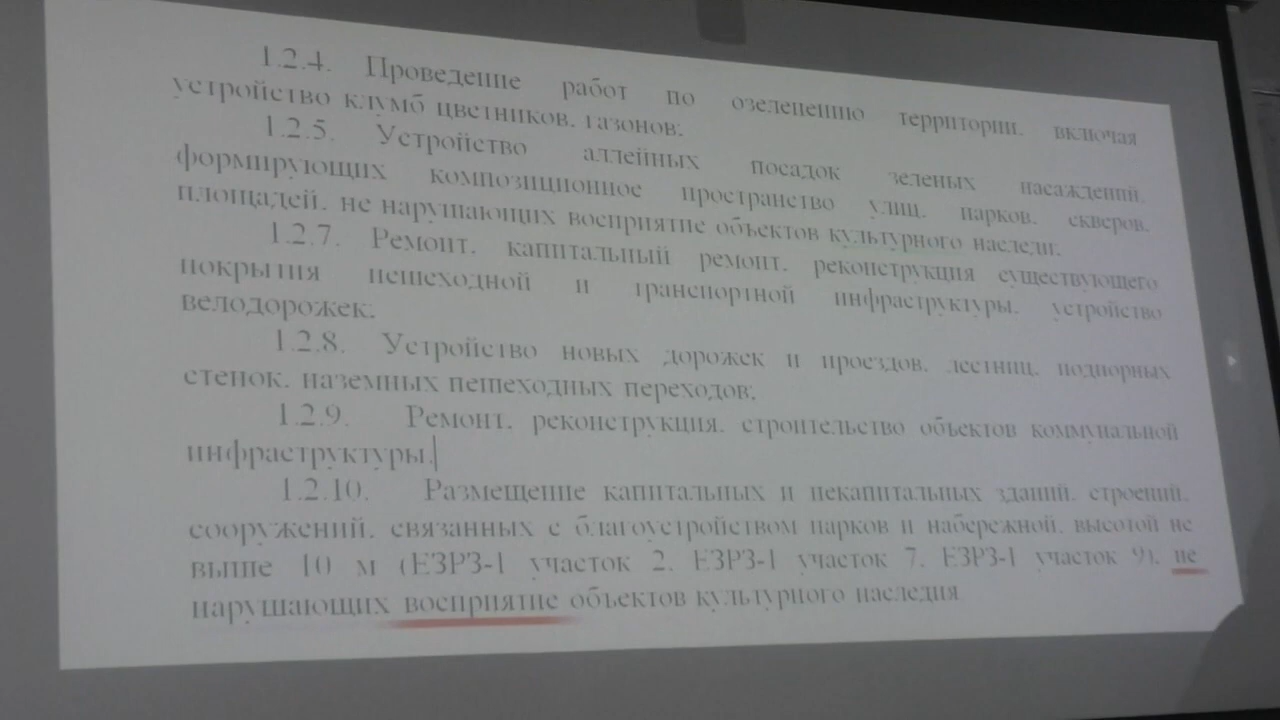 1.2.4. Проведение работ по озеленению территории, включая
устройство клумб цветников, газонов;
1.2.5. Устройство аллейных посадок зеленых насаждений,
формирующих композиционное пространство улиц, парков, скверов,
площадей, не нарушающих восприятие объектов культурного наследи;
1.2.7. Ремонт, капитальный ремонт, реконструкция существующего
покрытия пешеходной и транспортной инфраструктуры, устройство
велодорожек;
1.2.8. Устройство новых дорожек и проездов, лестниц, подпорных
стенок, наземных пешеходных переходов;
1.2.9. Ремонт, реконструкция, строительство объектов коммунальной
инфраструктуры.
1.2.10. Размещение капитальных и некапитальных зданий, строений,
сооружений, связанных с благоустройством парков и набережной, высотой не
выше 10 м (ЕЗРЗ-1 участок 2, ЕЗРЗ-1 участок 7, ЕЗРЗ-1 участок 9), не
нарушающих восприятие объектов культурного наследия